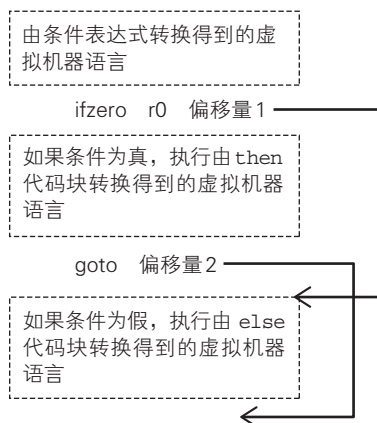 由条件表达式转换得到的虚
拟机器语言
ifzero r0 偏移量1
如果条件为真，执行由then
代码块转换得到的虚拟机器
语言
goto 偏移量2
如果条件为假，执行由 else
代码块转换得到的虚拟机器
语言